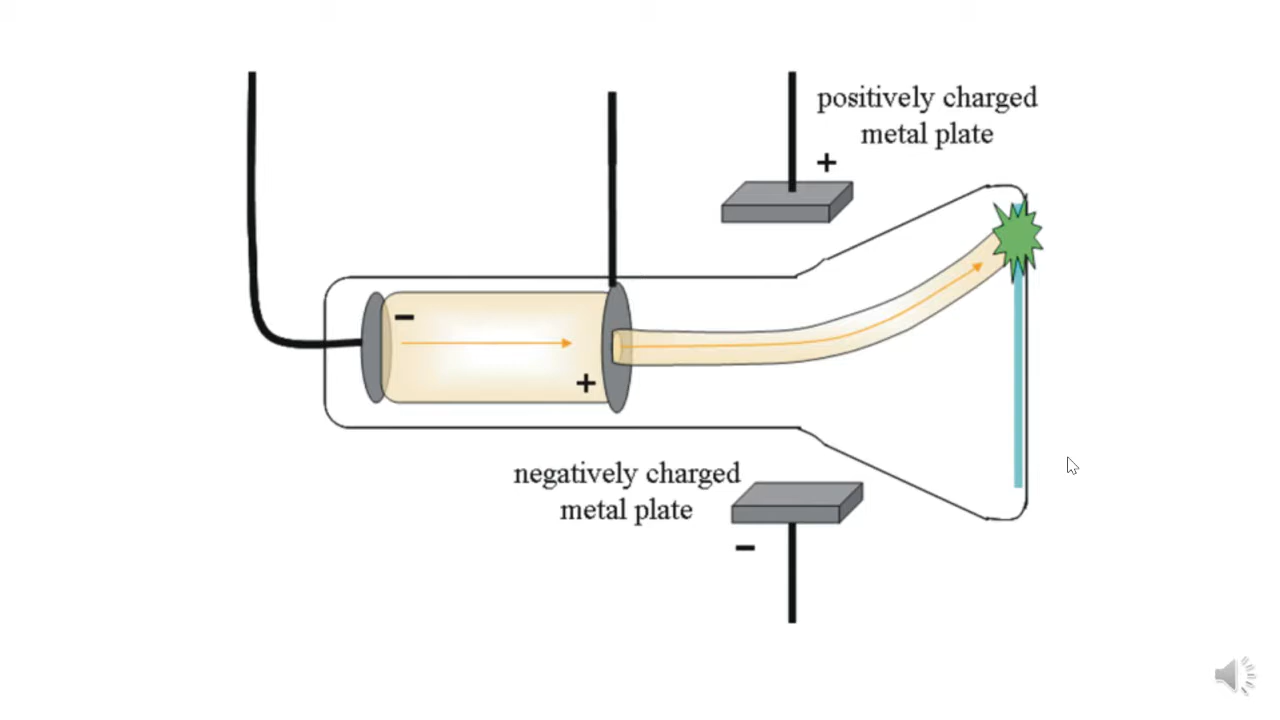 positively charged
metal plate
+
−
+
negatively charged
metal plate
−